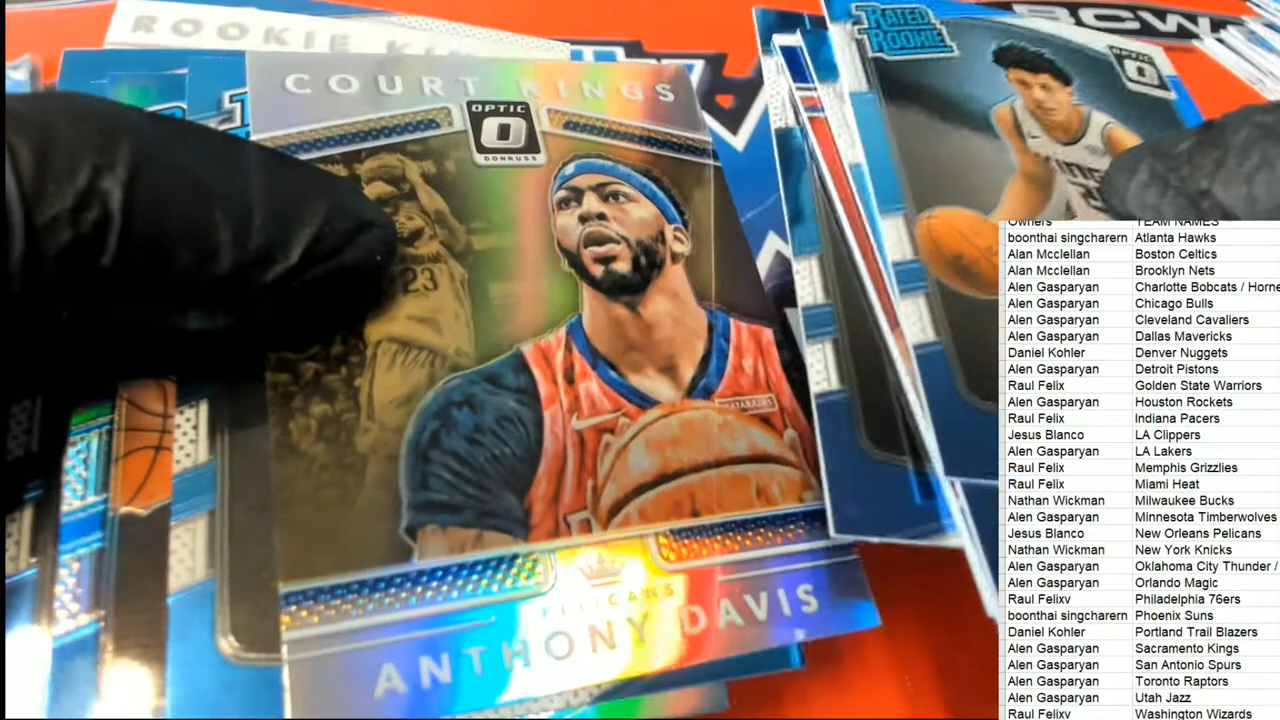 ROOKIE KIN
COURT KINGS
OPTIC
DONRUSS
23
PELICANS
ANTHONY DAVIS
RATED
ROOKIE
OPTIC
BCW
Owners TEAM NAMES
boonthai singcharern Atlanta Hawks
Alan Mcclellan Boston Celtics
Alan Mcclellan Brooklyn Nets
Alen Gasparyan Charlotte Bobcats / Horne
Alen Gasparyan Chicago Bulls
Alen Gasparyan Cleveland Cavaliers
Alen Gasparyan Dallas Mavericks
Daniel Kohler Denver Nuggets
Alen Gasparyan Detroit Pistons
Raul Felix Golden State Warriors
Alen Gasparyan Houston Rockets
Raul Felix Indiana Pacers
Jesus Blanco LA Clippers
Alen Gasparyan LA Lakers
Raul Felix Memphis Grizzlies
Raul Felix Miami Heat
Nathan Wickman Milwaukee Bucks
Alen Gasparyan Minnesota Timberwolves
Jesus Blanco New Orleans Pelicans
Nathan Wickman New York Knicks
Alen Gasparyan Oklahoma City Thunder /
Alen Gasparyan Orlando Magic
Raul Felixv Philadelphia 76ers
boonthai singcharern Phoenix Suns
Daniel Kohler Portland Trail Blazers
Alen Gasparyan Sacramento Kings
Alen Gasparyan San Antonio Spurs
Alen Gasparyan Toronto Raptors
Alen Gasparyan Utah Jazz
Raul Felixv Washington Wizards